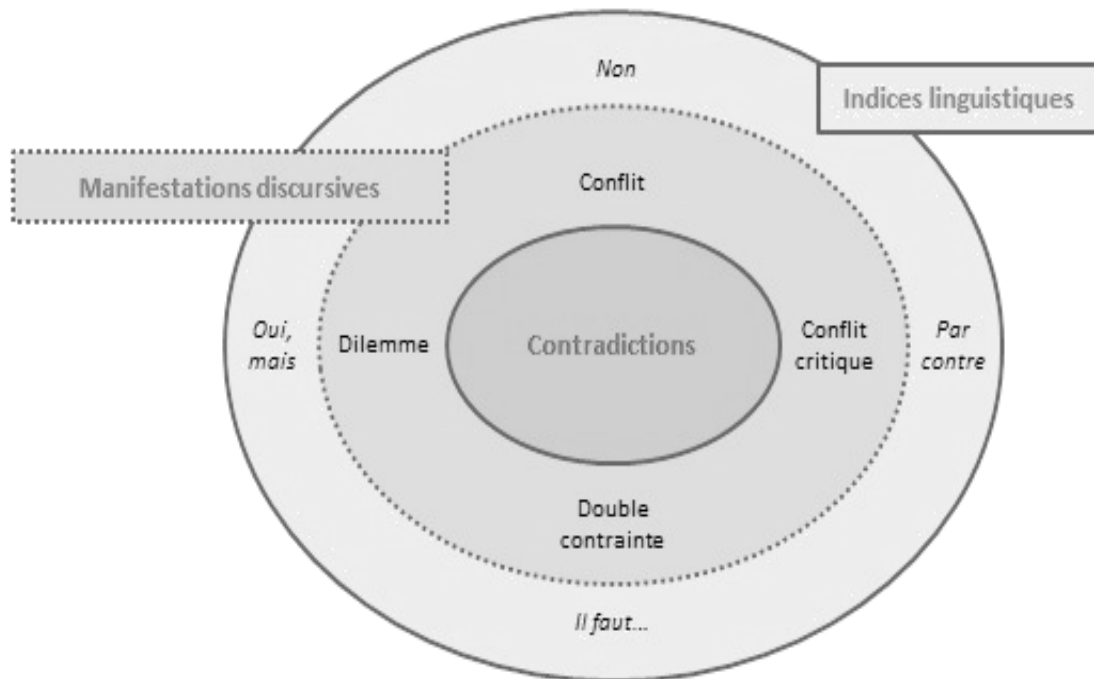 Non
Indices linguistiques
Manifestations discursives
Conflit
Oui,
mais
Dilemme
Contradictions
Conflit
critique
Par
contre
Double
contrainte
Il faut...